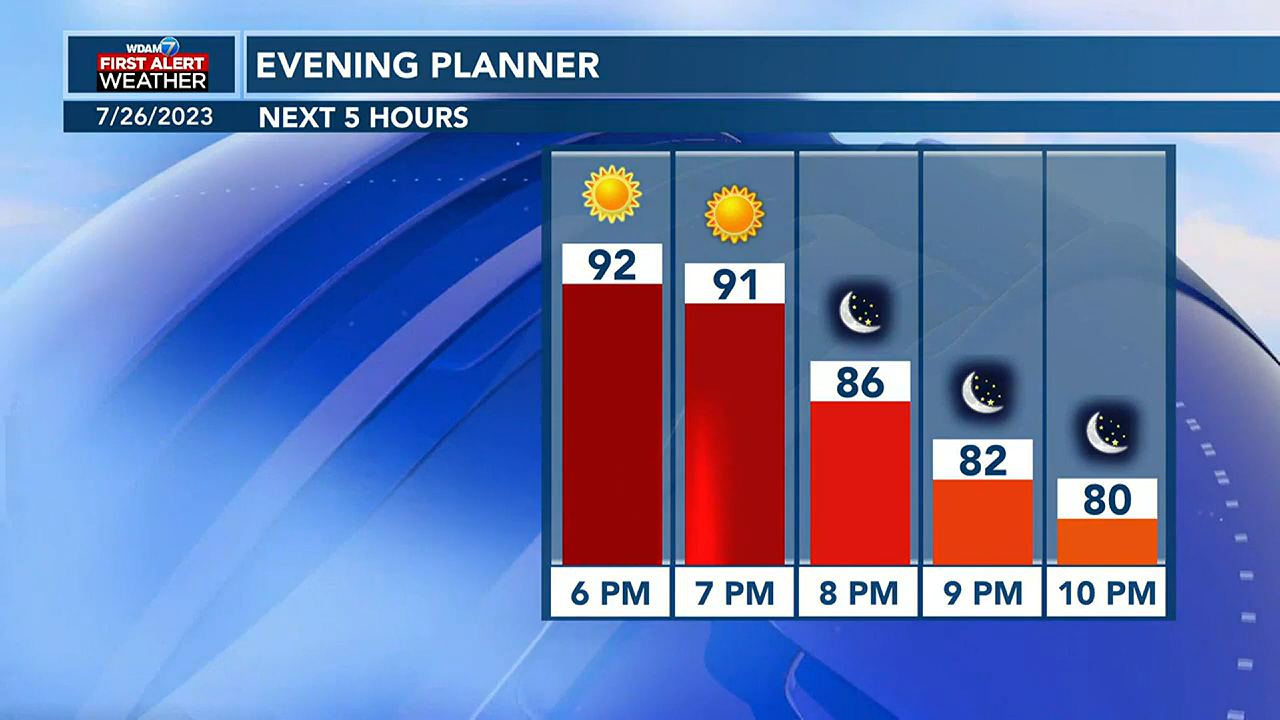 WDAM 7
FIRST ALERT
WEATHER
EVENING PLANNER
7/26/2023
NEXT 5 HOURS
92
91
86
82
80
6 PM
7 PM
8 PM
9 PM
10 PM